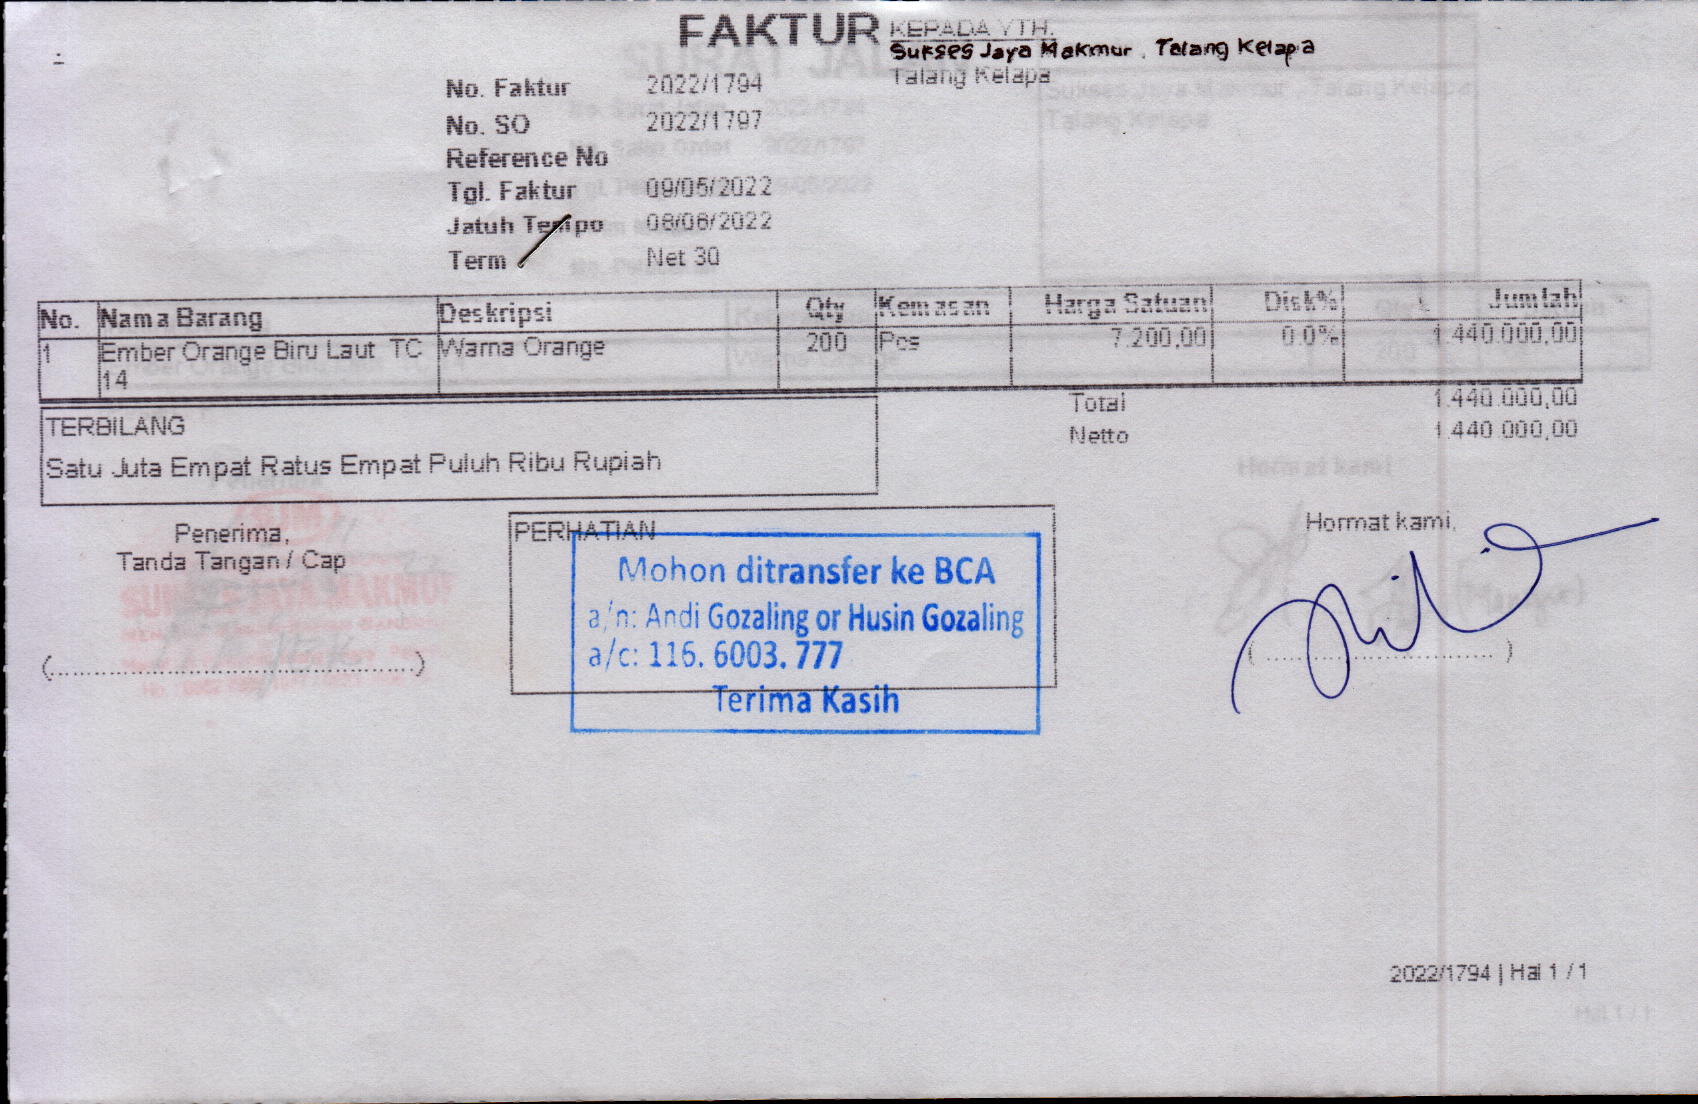 FAKTUR
KEPADA YTH.
Sukses Jaya Makmur , Talang Kelapa
Talang Kelapa
No. Faktur 2022/1794
No. SO 2022/1797
Reference No
Tgl. Faktur 09/05/2022
Jatuh Tempo 08/06/2022
Term Net 30
No. Nama Barang Deskripsi Qty Kemasan Harga Satuan Disk% Jumlah
1 Ember Orange Biru Laut TC Warna Orange 200 Pcs 7.200,00 0.0% 1.440.000,00
14
Total 1.440.000,00
Netto 1.440.000,00
TERBILANG
Satu Juta Empat Ratus Empat Puluh Ribu Rupiah
Penerima,
Tanda Tangan / Cap
(........................................................)
PERHATIAN
Mohon ditransfer ke BCA
a/n: Andi Gozaling or Husin Gozaling
a/c: 116. 6003. 777
Terima Kasih
Hormat kami,
( ................................... )
2022/1794 | Hal 1 / 1
Hal 1 / 1